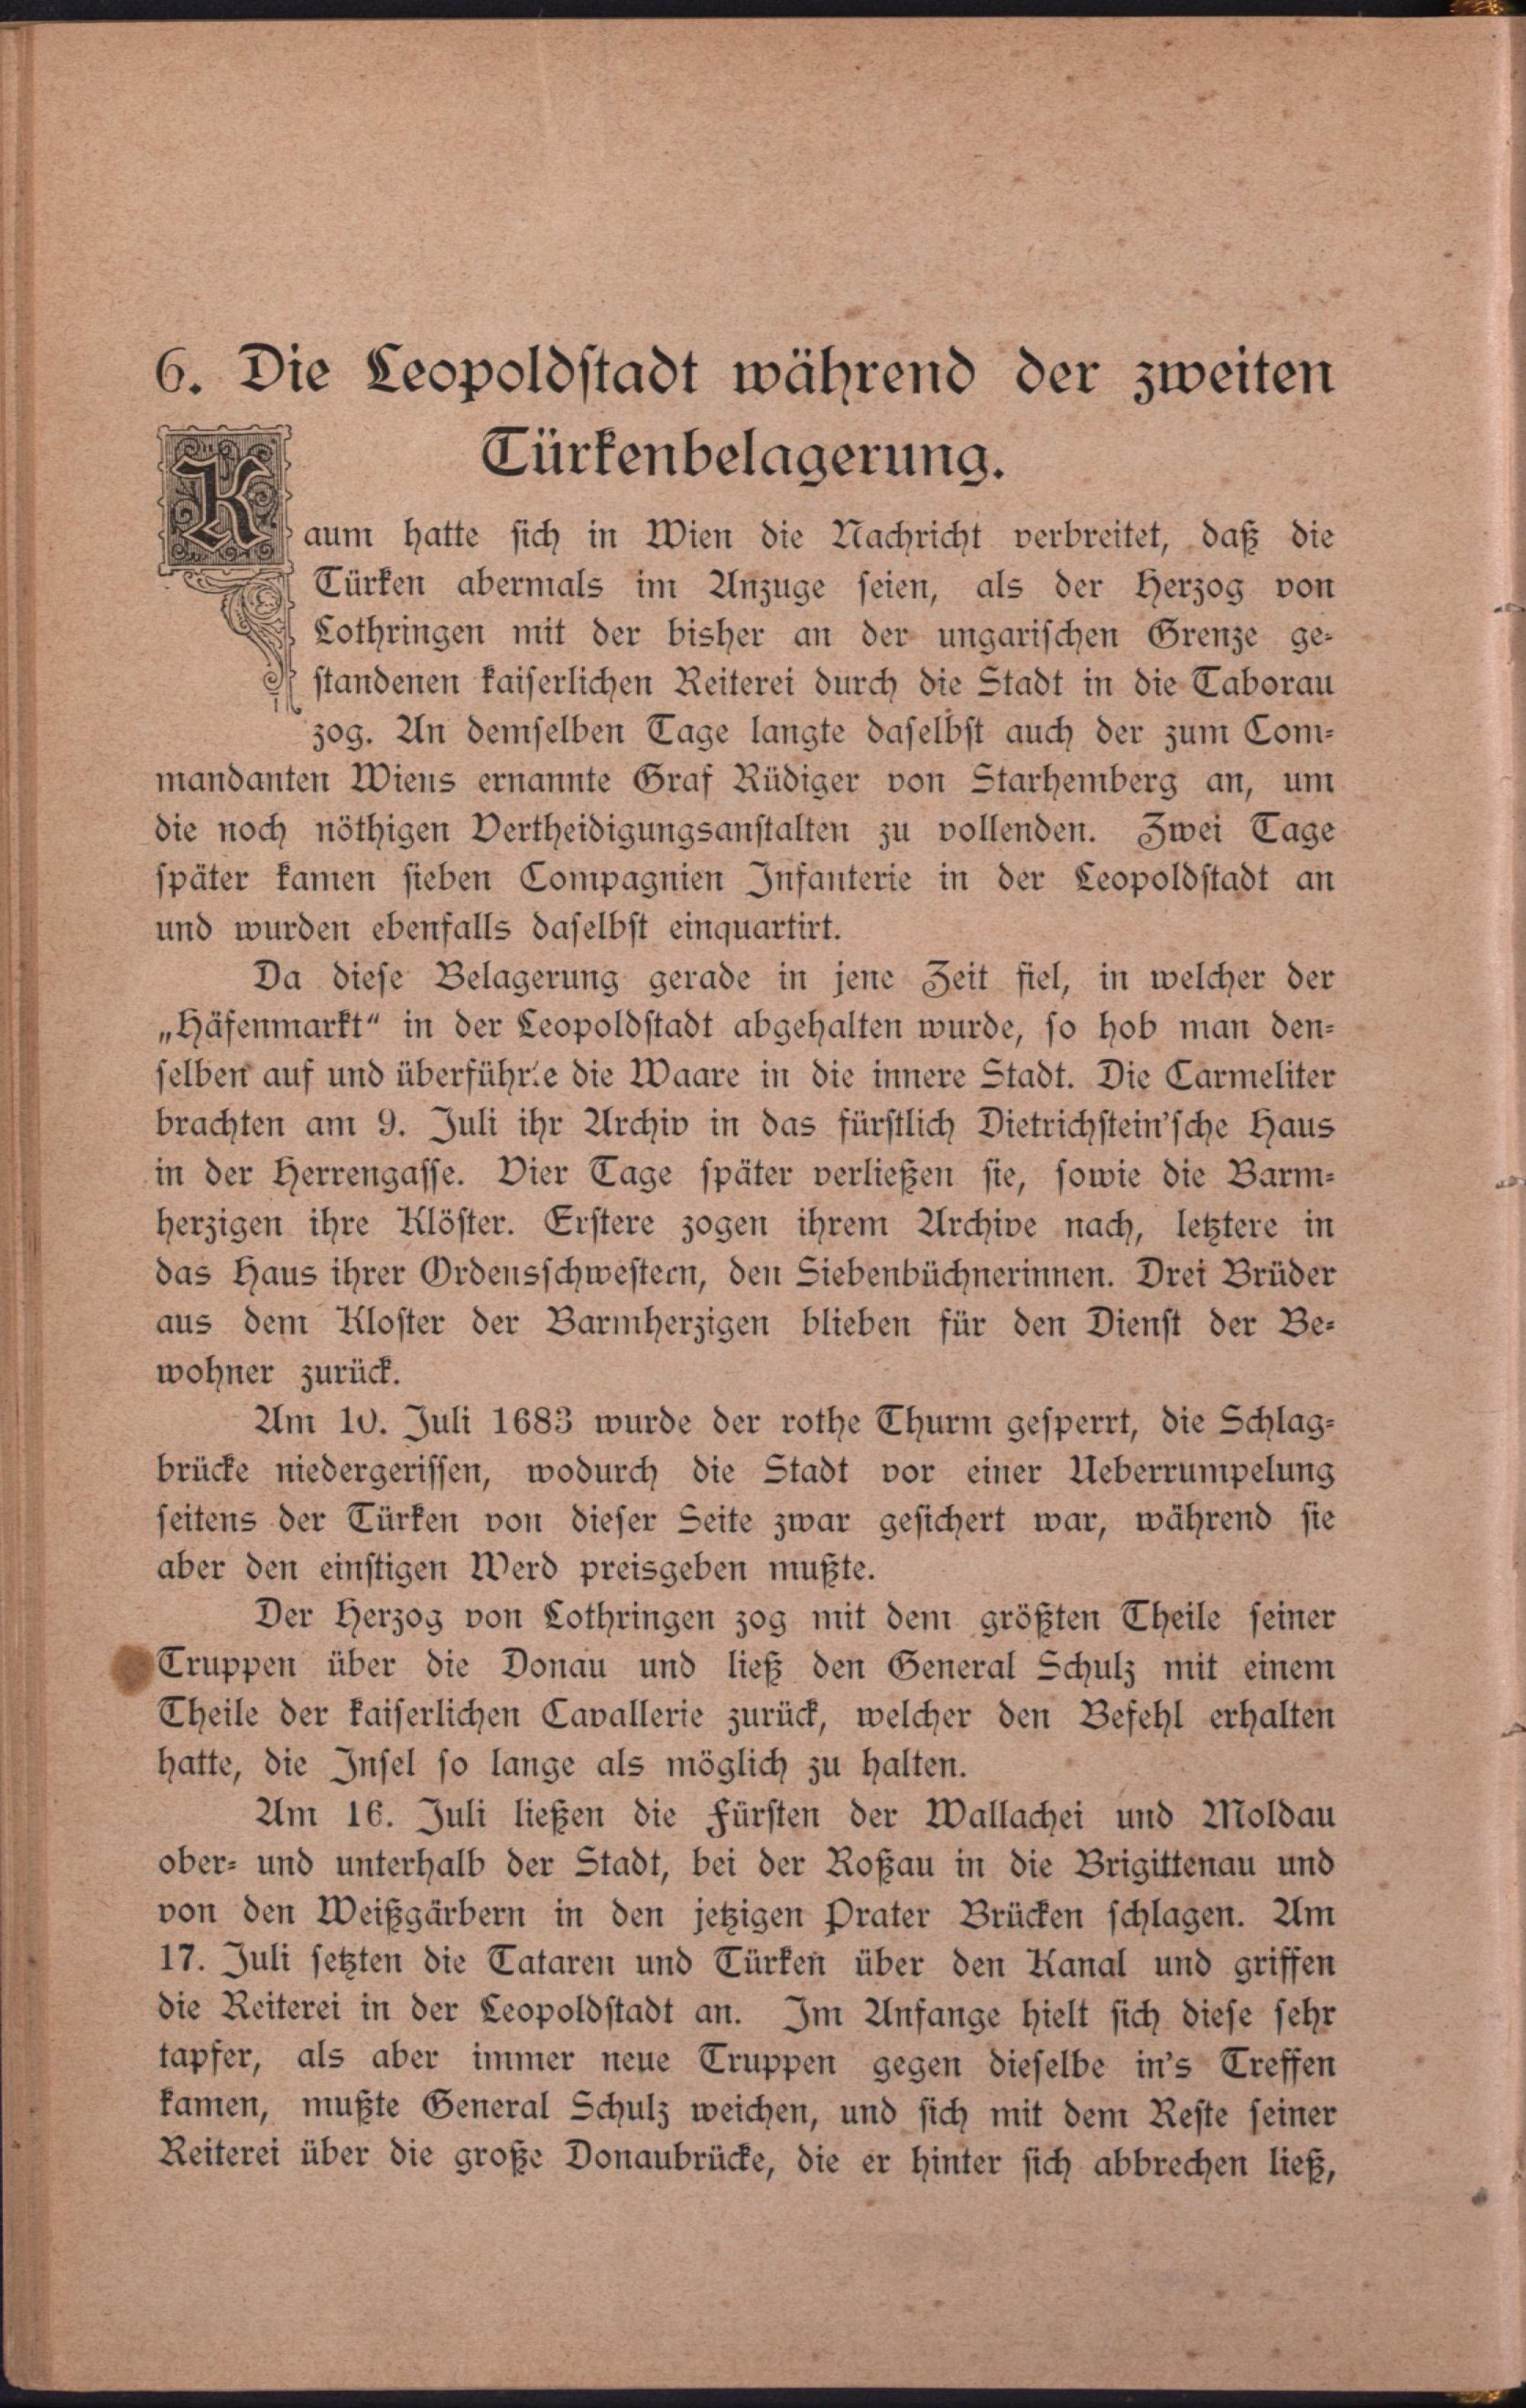 6. Die Leopoldstadt während der zweiten
Türkenbelagerung.
Kaum hatte sich in Wien die Nachricht verbreitet, daß die
Türken abermals im Anzuge seien, als der Herzog von
Lothringen mit der bisher an der ungarischen Grenze ge-
standenen kaiserlichen Reiterei durch die Stadt in die Taborau
zog. An demselben Tage langte daselbst auch der zum Com-
mandanten Wiens ernannte Graf Rüdiger von Starhemberg an, um
die noch nöthigen Vertheidigungsanstalten zu vollenden. Zwei Tage
später kamen sieben Compagnien Infanterie in der Leopoldstadt an
und wurden ebenfalls daselbst einquartirt.
Da diese Belagerung gerade in jene Zeit fiel, in welcher der
„Häfenmarkt“ in der Leopoldstadt abgehalten wurde, so hob man den-
selben auf und überführte die Waare in die innere Stadt. Die Carmeliter
brachten am 9. Juli ihr Archiv in das fürstlich Dietrichstein'sche Haus
in der Herrengasse. Vier Tage später verließen sie, sowie die Barm-
herzigen ihre Klöster. Erstere zogen ihrem Archive nach, letztere in
das Haus ihrer Ordensschwestern, den Siebenbüchnerinnen. Drei Brüder
aus dem Kloster der Barmherzigen blieben für den Dienst der Be-
wohner zurück.
Am 10. Juli 1683 wurde der rothe Thurm gesperrt, die Schlag-
brücke niedergerissen, wodurch die Stadt vor einer Ueberrumpelung
seitens der Türken von dieser Seite zwar gesichert war, während sie
aber den einstigen Werd preisgeben mußte.
Der Herzog von Lothringen zog mit dem größten Theile seiner
Truppen über die Donau und ließ den General Schulz mit einem
Theile der kaiserlichen Cavallerie zurück, welcher den Befehl erhalten
hatte, die Insel so lange als möglich zu halten.
Am 16. Juli ließen die Fürsten der Wallachei und Moldau
ober- und unterhalb der Stadt, bei der Roßau in die Brigittenau und
von den Weißgärbern in den jetzigen Prater Brücken schlagen. Am
17. Juli setzten die Tataren und Türken über den Kanal und griffen
die Reiterei in der Leopoldstadt an. Im Anfange hielt sich diese sehr
tapfer, als aber immer neue Truppen gegen dieselbe in's Treffen
kamen, mußte General Schulz weichen, und sich mit dem Reste seiner
Reiterei über die große Donaubrücke, die er hinter sich abbrechen ließ,